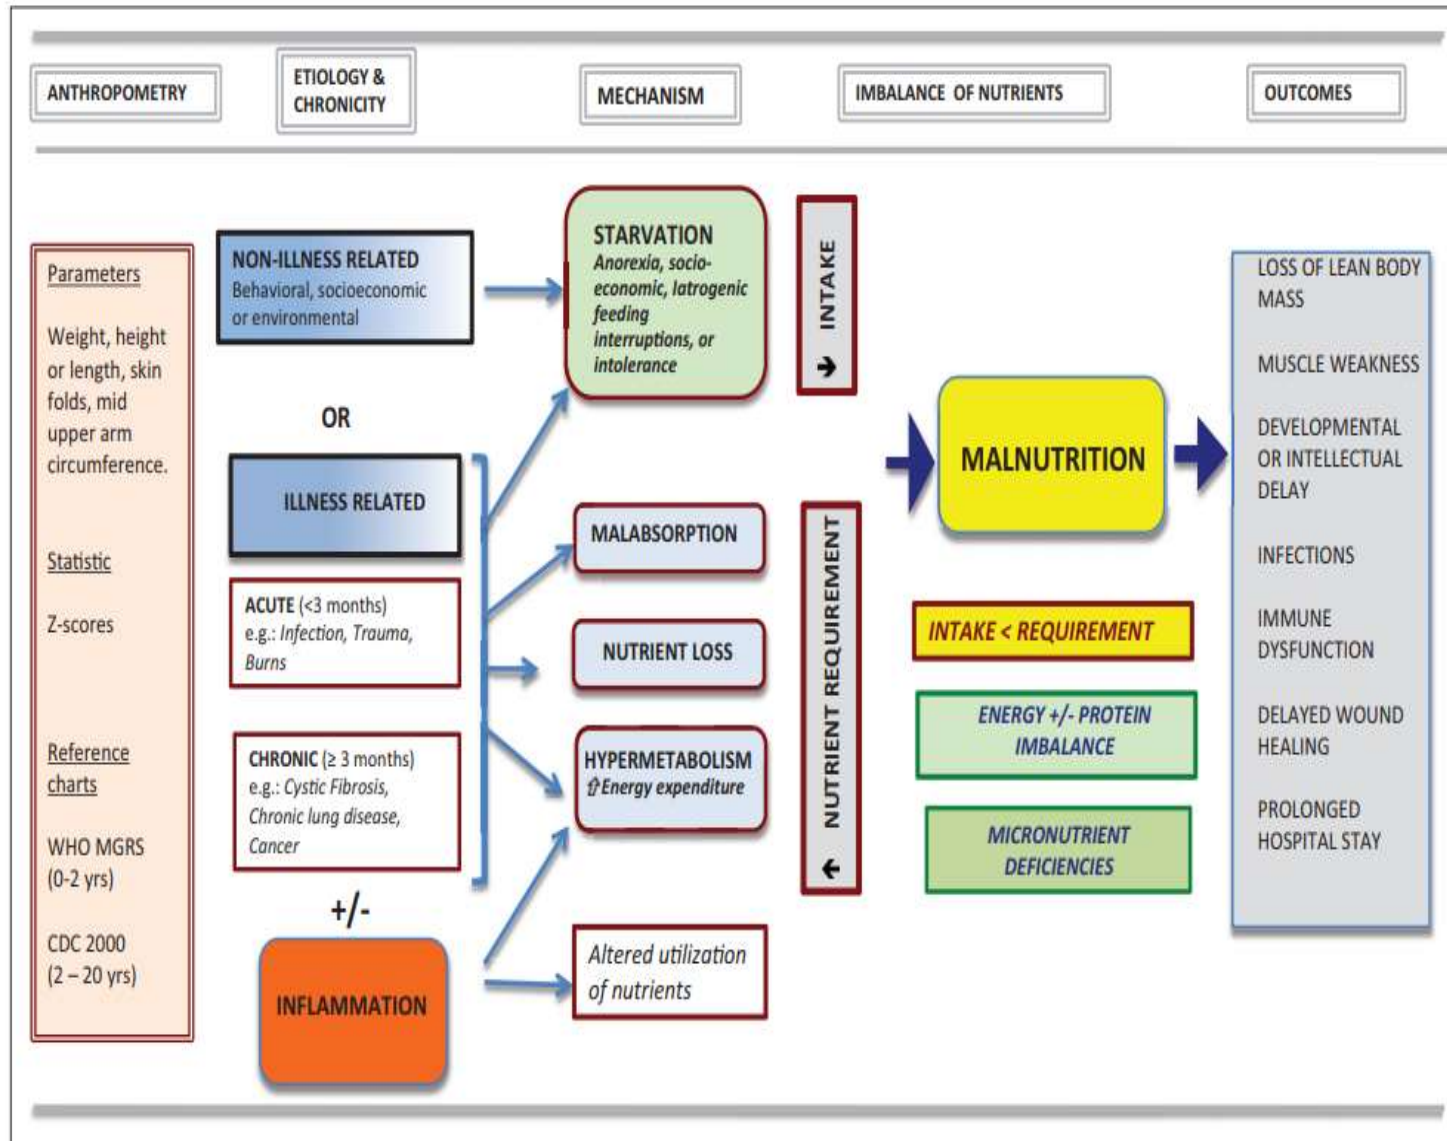 ANTHROPOMETRY
ETIOLOGY &
CHRONICITY
MECHANISM
IMBALANCE OF NUTRIENTS
OUTCOMES
Parameters
Weight, height
or length, skin
folds, mid
upper arm
circumference.
Statistic
Z-scores
Reference
charts
WHO MGRS
(0-2 yrs)
CDC 2000
(2 – 20 yrs)
NON-ILLNESS RELATED
Behavioral, socioeconomic
or environmental
OR
ILLNESS RELATED
ACUTE (<3 months)
e.g.: Infection, Trauma,
Burns
CHRONIC (≥ 3 months)
e.g.: Cystic Fibrosis,
Chronic lung disease,
Cancer
+/-
INFLAMMATION
STARVATION
Anorexia, socio-
economic, Iatrogenic
feeding
interruptions, or
intolerance
MALABSORPTION
NUTRIENT LOSS
HYPERMETABOLISM
⇧Energy expenditure
Altered utilization
of nutrients
↓ INTAKE
↑ NUTRIENT REQUIREMENT
MALNUTRITION
INTAKE < REQUIREMENT
ENERGY +/- PROTEIN
IMBALANCE
MICRONUTRIENT
DEFICIENCIES
LOSS OF LEAN BODY
MASS
MUSCLE WEAKNESS
DEVELOPMENTAL
OR INTELLECTUAL
DELAY
INFECTIONS
IMMUNE
DYSFUNCTION
DELAYED WOUND
HEALING
PROLONGED
HOSPITAL STAY